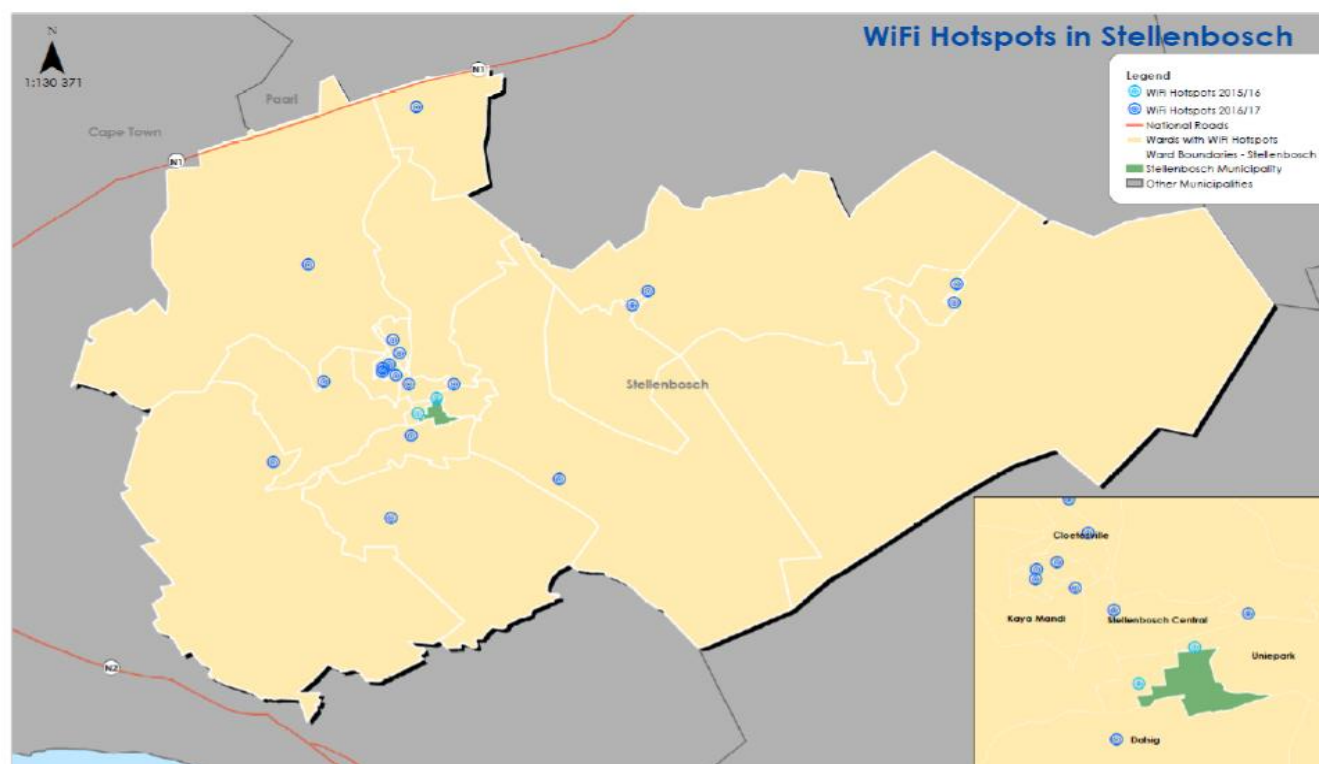 WiFi Hotspots in Stellenbosch
N
1:130 371
Legend
WiFi Hotspots 2015/16
WiFi Hotspots 2016/17
National Roads
Wards with WiFi Hotspots
Ward Boundaries - Stellenbosch
Stellenbosch Municipality
Other Municipalities
N1
Paarl
Cape Town
N1
Stellenbosch
N2
Cloetesville
Kaya Mandi
Stellenbosch Central
Uniepark
Dalsig